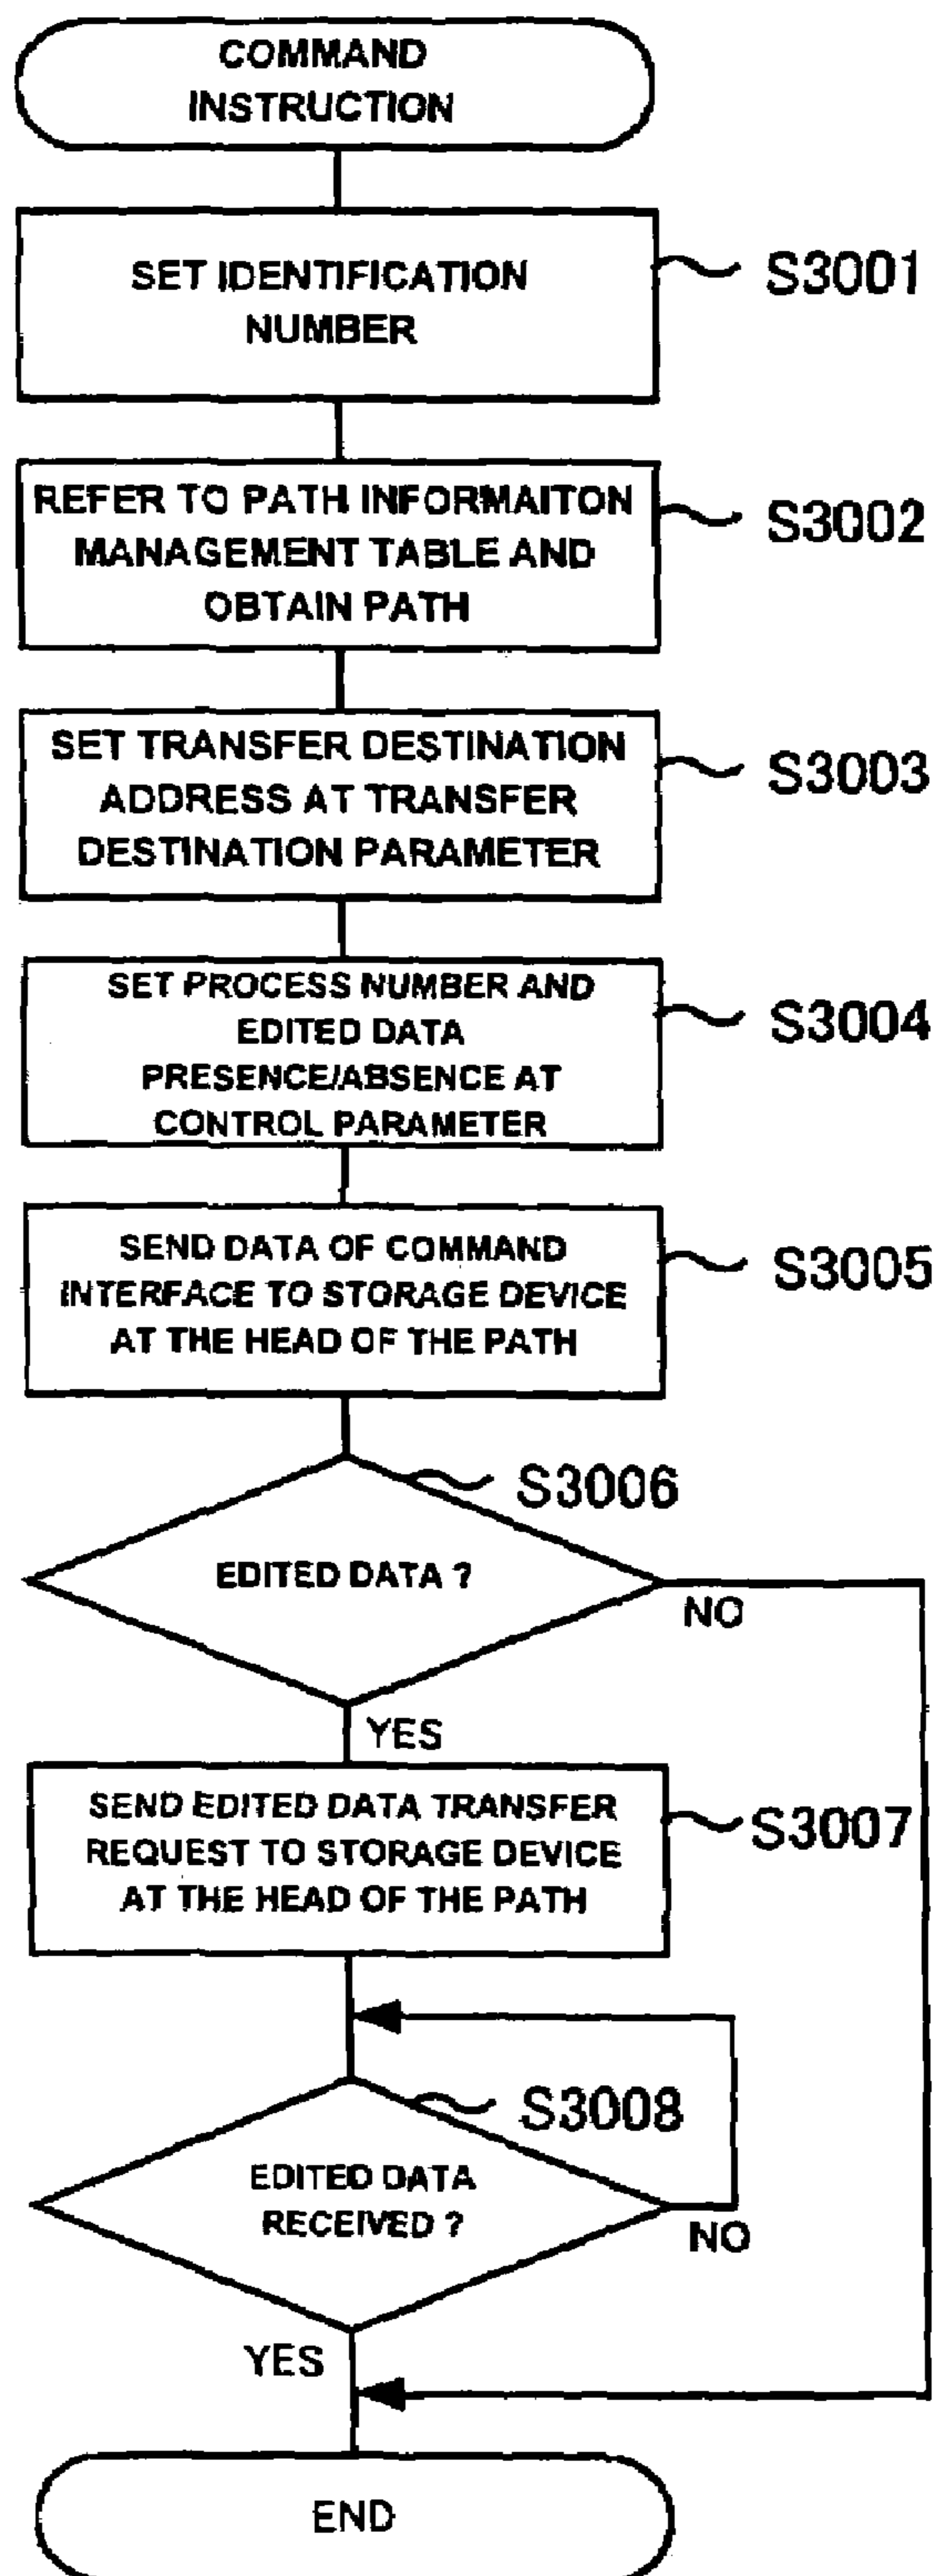 COMMAND
INSTRUCTION
SET IDENTIFICATION
NUMBER
S3001
REFER TO PATH INFORMAITON
MANAGEMENT TABLE AND
OBTAIN PATH
S3002
SET TRANSFER DESTINATION
ADDRESS AT TRANSFER
DESTINATION PARAMETER
S3003
SET PROCESS NUMBER AND
EDITED DATA
PRESENCE/ABSENCE AT
CONTROL PARAMETER
S3004
SEND DATA OF COMMAND
INTERFACE TO STORAGE DEVICE
AT THE HEAD OF THE PATH
S3005
S3006
EDITED DATA ?
NO
YES
SEND EDITED DATA TRANSFER
REQUEST TO STORAGE DEVICE
AT THE HEAD OF THE PATH
S3007
S3008
EDITED DATA
RECEIVED ?
NO
YES
END